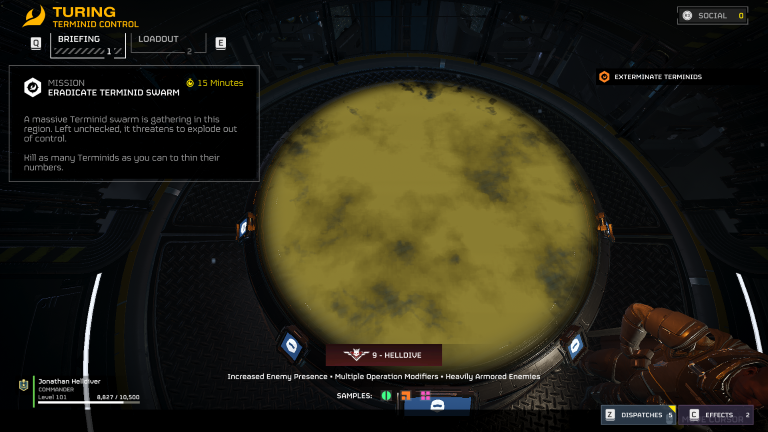 TURING
TERMINID CONTROL
SOCIAL 0
Q
BRIEFING
1
LOADOUT
2
E
MISSION
15 Minutes
ERADICATE TERMINID SWARM
EXTERMINATE TERMINIDS
A massive Terminid swarm is gathering in this
region. Left unchecked, it threatens to explode out
of control.
Kill as many Terminids as you can to thin their
numbers.
9 - HELLDIVE
Increased Enemy Presence • Multiple Operation Modifiers • Heavily Armored Enemies
SAMPLES:
Jonathan Helldiver
COMMANDER
Level 101
8,827 / 10,500
Z
DISPATCHES 5
C
EFFECTS 2
CURSOR